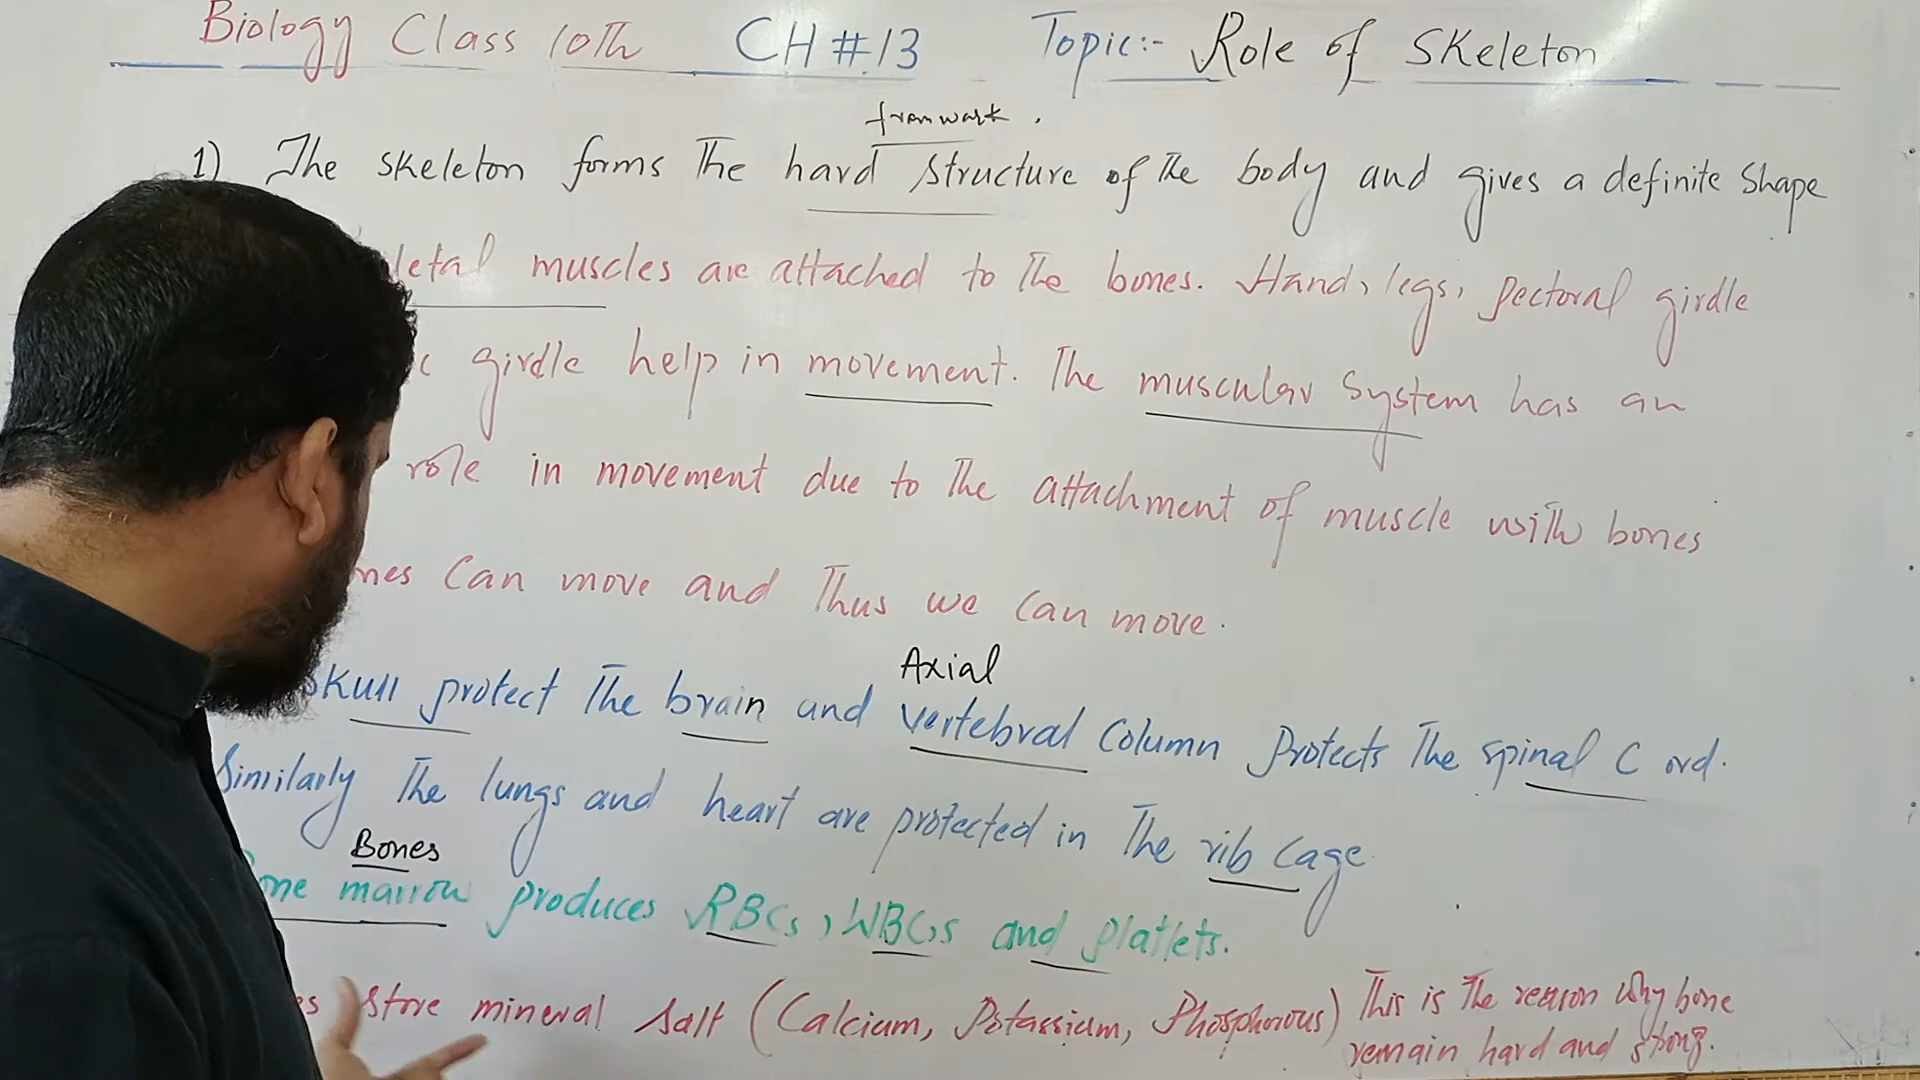 Biology Class 10th CH #13 Topic:- Role of Skeleton
framwork.
1) The skeleton forms The hard structure of The body and gives a definite shape
letal muscles are attached to The bones. Hand, legs, pectoral girdle
c girdle help in movement. The muscular system has an
role in movement due to The attachment of muscle with bones
nes can move and Thus we can move.
Axial
skull protect The brain and vertebral column protects The spinal Cord.
Similarly The lungs and heart are protected in The rib cage
Bones
one marrow produces RBCs, WBCs and platlets.
es store mineral salt (Calcium, Potassium, Phosphorous) This is The reason why bone
remain hard and strong.